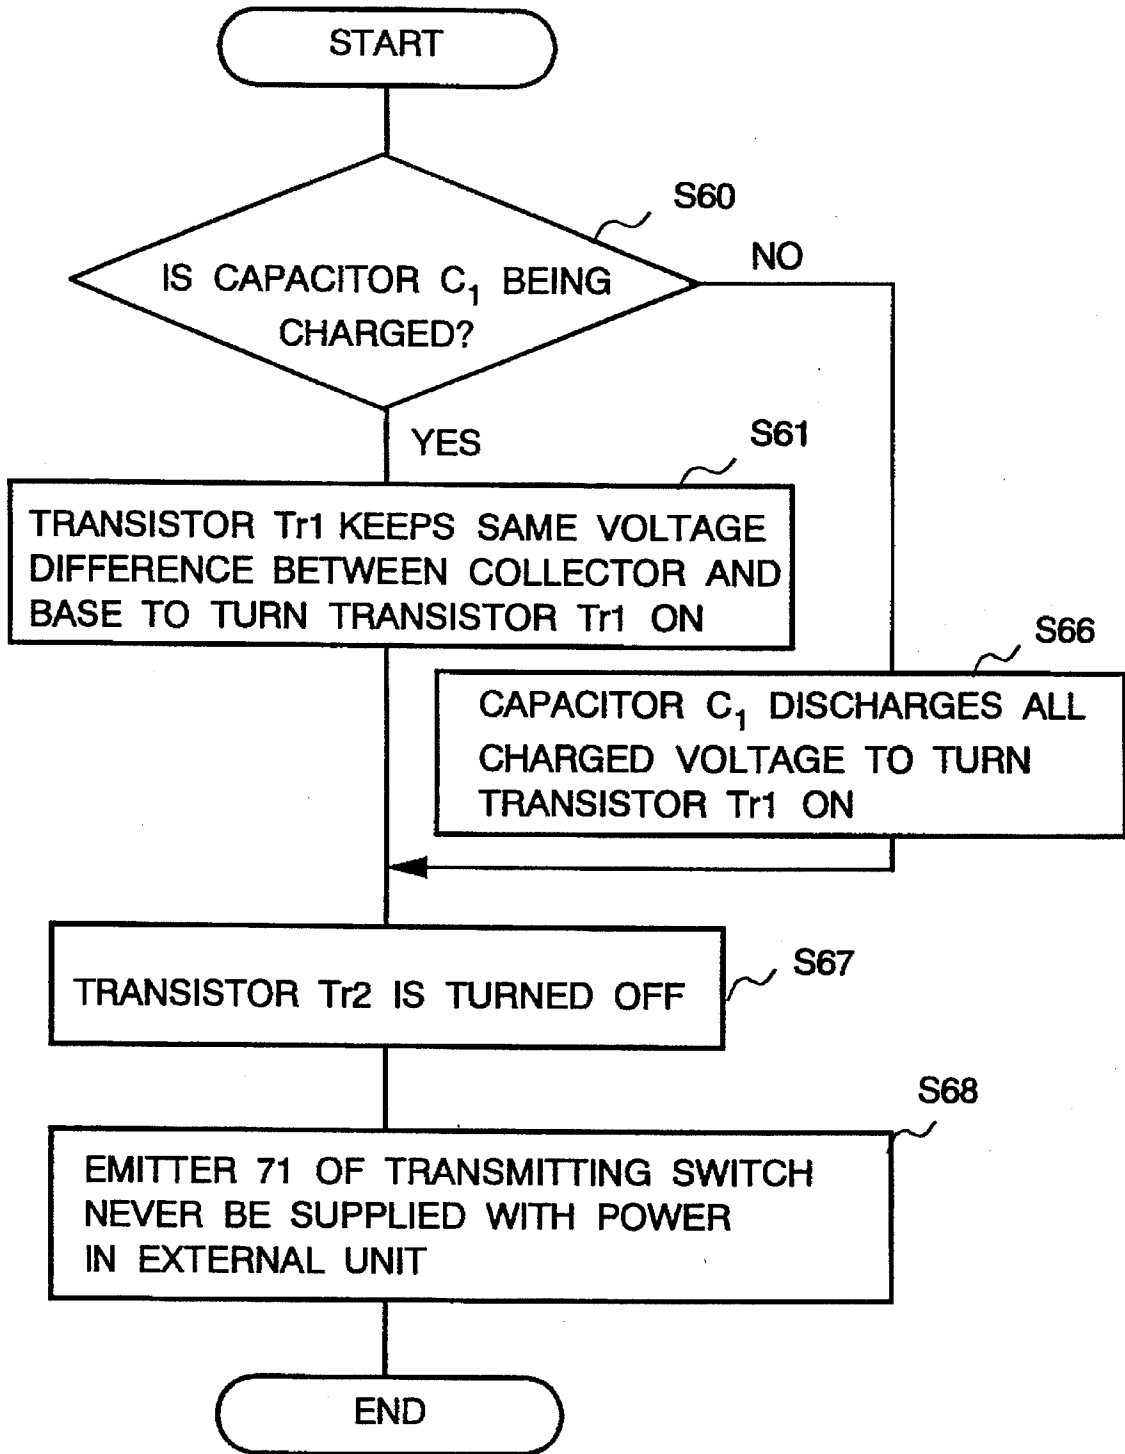 START
S60
IS CAPACITOR C₁ BEING
CHARGED?
NO
YES
S61
TRANSISTOR Tr1 KEEPS SAME VOLTAGE
DIFFERENCE BETWEEN COLLECTOR AND
BASE TO TURN TRANSISTOR Tr1 ON
S66
CAPACITOR C₁ DISCHARGES ALL
CHARGED VOLTAGE TO TURN
TRANSISTOR Tr1 ON
S67
TRANSISTOR Tr2 IS TURNED OFF
S68
EMITTER 71 OF TRANSMITTING SWITCH
NEVER BE SUPPLIED WITH POWER
IN EXTERNAL UNIT
END